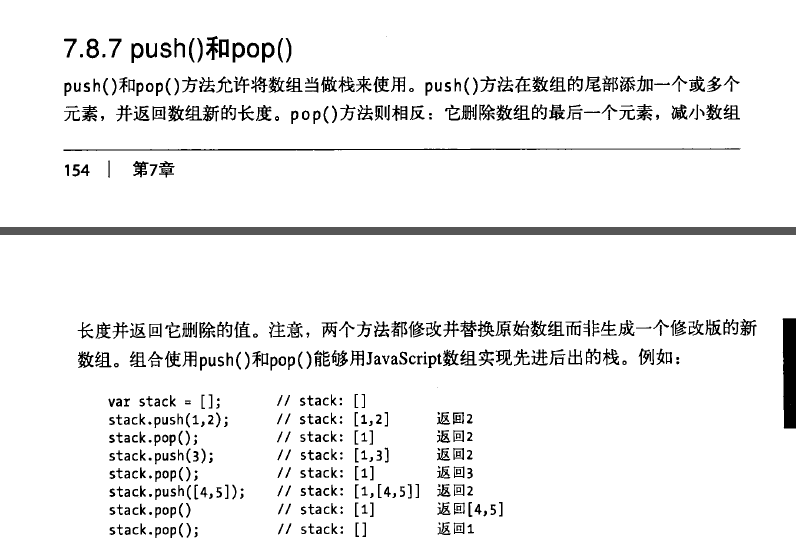 7.8.7 push()和pop()
push()和pop()方法允许将数组当做栈来使用。push()方法在数组的尾部添加一个或多个
元素，并返回数组新的长度。pop()方法则相反：它删除数组的最后一个元素，减小数组
154 | 第7章
长度并返回它删除的值。注意，两个方法都修改并替换原始数组而非生成一个修改版的新
数组。组合使用push()和pop()能够用JavaScript数组实现先进后出的栈。例如：
var stack = []; // stack: []
stack.push(1,2); // stack: [1,2] 返回2
stack.pop(); // stack: [1] 返回2
stack.push(3); // stack: [1,3] 返回2
stack.pop(); // stack: [1] 返回3
stack.push([4,5]); // stack: [1,[4,5]] 返回2
stack.pop() // stack: [1] 返回[4,5]
stack.pop(); // stack: [] 返回1